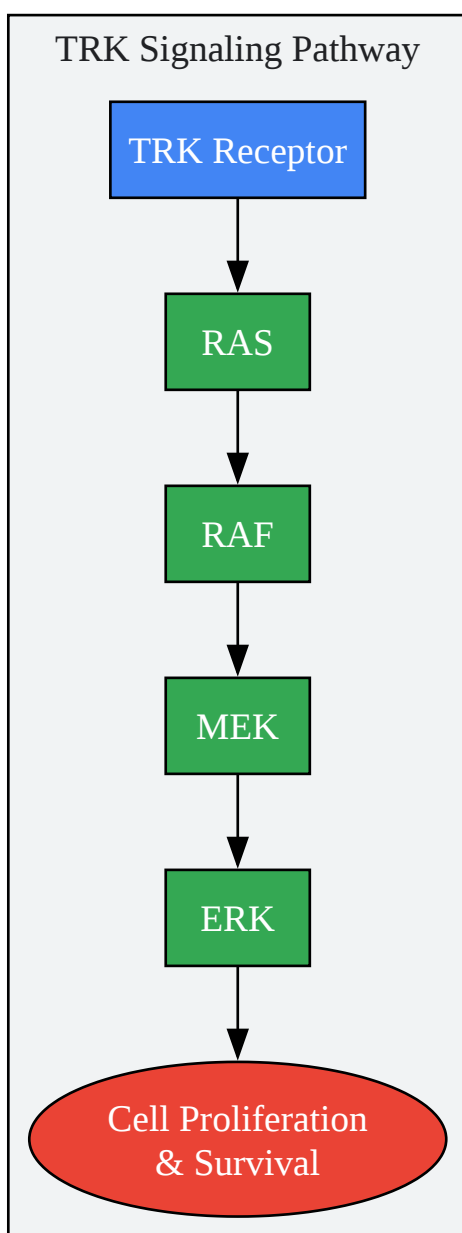 TRK Signaling Pathway
TRK Receptor
RAS
RAF
MEK
ERK
Cell Proliferation
& Survival